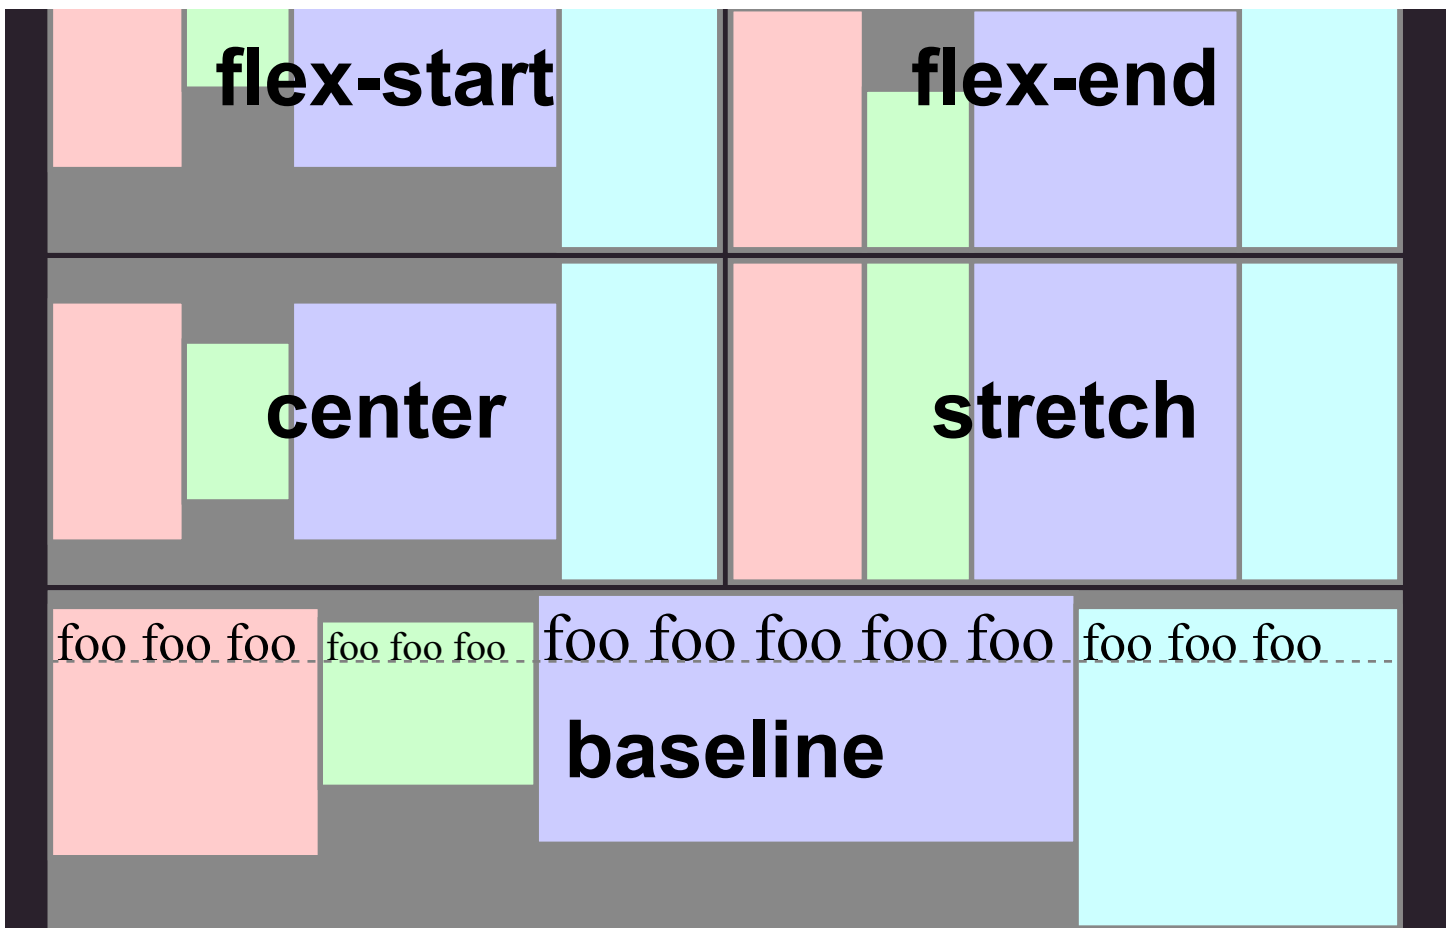 flex-start
flex-end
center
stretch
foo foo foo
foo foo foo
foo foo foo foo foo
foo foo foo
baseline